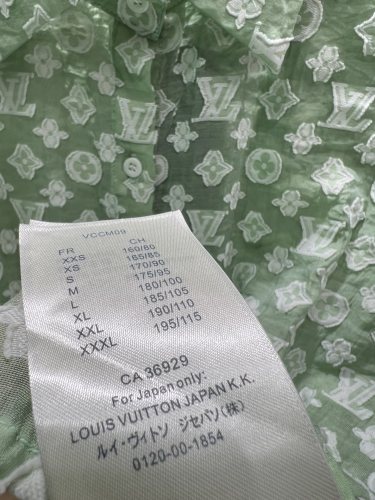 VCCM09
FR CH
XXS 160/80
XS 165/85
S 170/90
M 175/95
L 180/100
XL 185/105
XXL 190/110
XXXL 195/115
CA 36929
For Japan only:
LOUIS VUITTON JAPAN K.K.
ルイ・ヴィトン ジャパン(株)
0120-00-1854